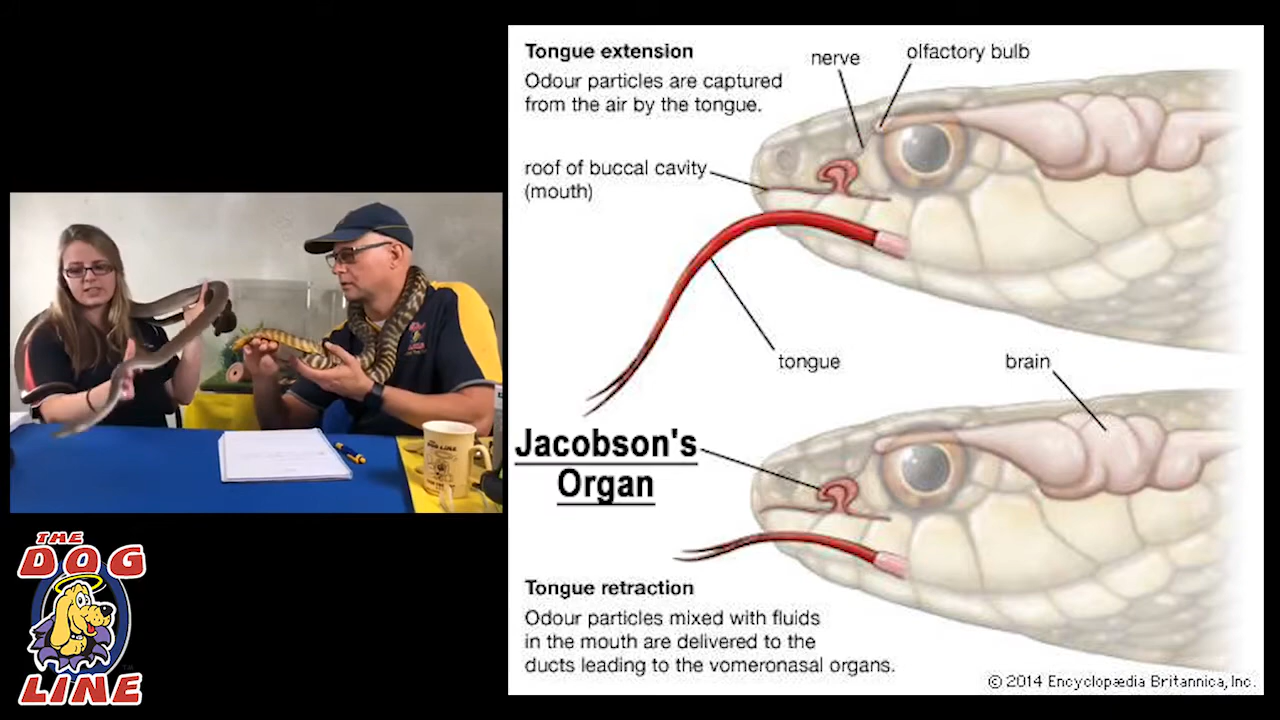 Tongue extension
Odour particles are captured
from the air by the tongue.
nerve
olfactory bulb
roof of buccal cavity
(mouth)
tongue
brain
Jacobson's
Organ
Tongue retraction
Odour particles mixed with fluids
in the mouth are delivered to the
ducts leading to the vomeronasal organs.
© 2014 Encyclopædia Britannica, Inc.
THE
DOG
LINE